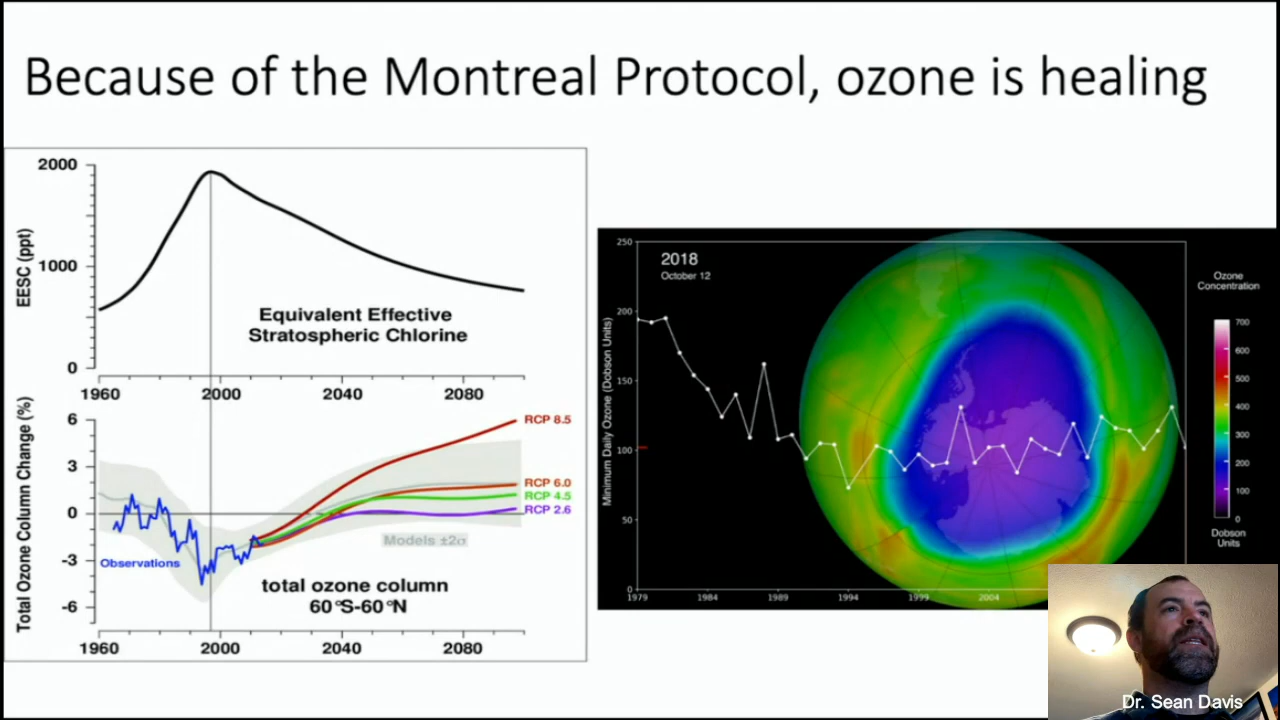 Because of the Montreal Protocol, ozone is healing
2000
1000
0
EESC (ppt)
Equivalent Effective
Stratospheric Chlorine
1960
2000
2040
2080
6
3
0
-3
-6
Total Ozone Column Change (%)
RCP 8.5
RCP 6.0
RCP 4.5
RCP 2.6
Models ±2σ
Observations
total ozone column
60°S-60°N
1960
2000
2040
2080
250
200
150
100
50
0
Minimum Daily Ozone (Dobson Units)
2018
October 12
1979
1984
1989
1994
1999
2004
Ozone
Concentration
700
600
500
400
300
200
100
0
Dobson
Units
Dr. Sean Davis